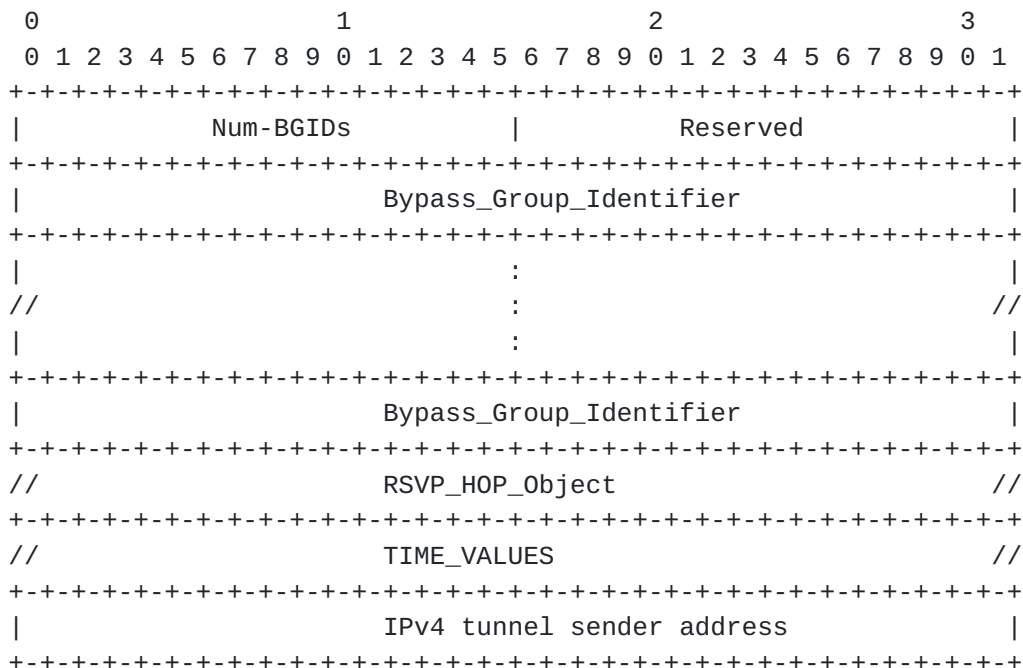 0                   1                   2                   3
 0 1 2 3 4 5 6 7 8 9 0 1 2 3 4 5 6 7 8 9 0 1 2 3 4 5 6 7 8 9 0 1
+-+-+-+-+-+-+-+-+-+-+-+-+-+-+-+-+-+-+-+-+-+-+-+-+-+-+-+-+-+-+-+-+
|            Num-BGIDs          |          Reserved             |
+-+-+-+-+-+-+-+-+-+-+-+-+-+-+-+-+-+-+-+-+-+-+-+-+-+-+-+-+-+-+-+-+
|                       Bypass_Group_Identifier                 |
+-+-+-+-+-+-+-+-+-+-+-+-+-+-+-+-+-+-+-+-+-+-+-+-+-+-+-+-+-+-+-+-+
|                               :                               |
//                              :                              //
|                               :                               |
+-+-+-+-+-+-+-+-+-+-+-+-+-+-+-+-+-+-+-+-+-+-+-+-+-+-+-+-+-+-+-+-+
|                       Bypass_Group_Identifier                 |
+-+-+-+-+-+-+-+-+-+-+-+-+-+-+-+-+-+-+-+-+-+-+-+-+-+-+-+-+-+-+-+-+
//                      RSVP_HOP_Object                        //
+-+-+-+-+-+-+-+-+-+-+-+-+-+-+-+-+-+-+-+-+-+-+-+-+-+-+-+-+-+-+-+-+
//                      TIME_VALUES                            //
+-+-+-+-+-+-+-+-+-+-+-+-+-+-+-+-+-+-+-+-+-+-+-+-+-+-+-+-+-+-+-+-+
|                       IPv4 tunnel sender address              |
+-+-+-+-+-+-+-+-+-+-+-+-+-+-+-+-+-+-+-+-+-+-+-+-+-+-+-+-+-+-+-+-+